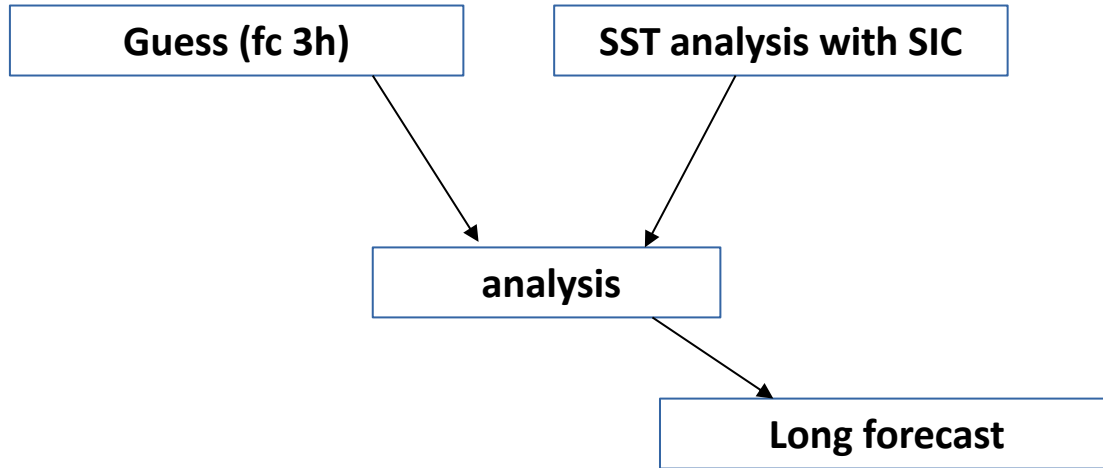 Guess (fc 3h)
SST analysis with SIC
analysis
Long forecast